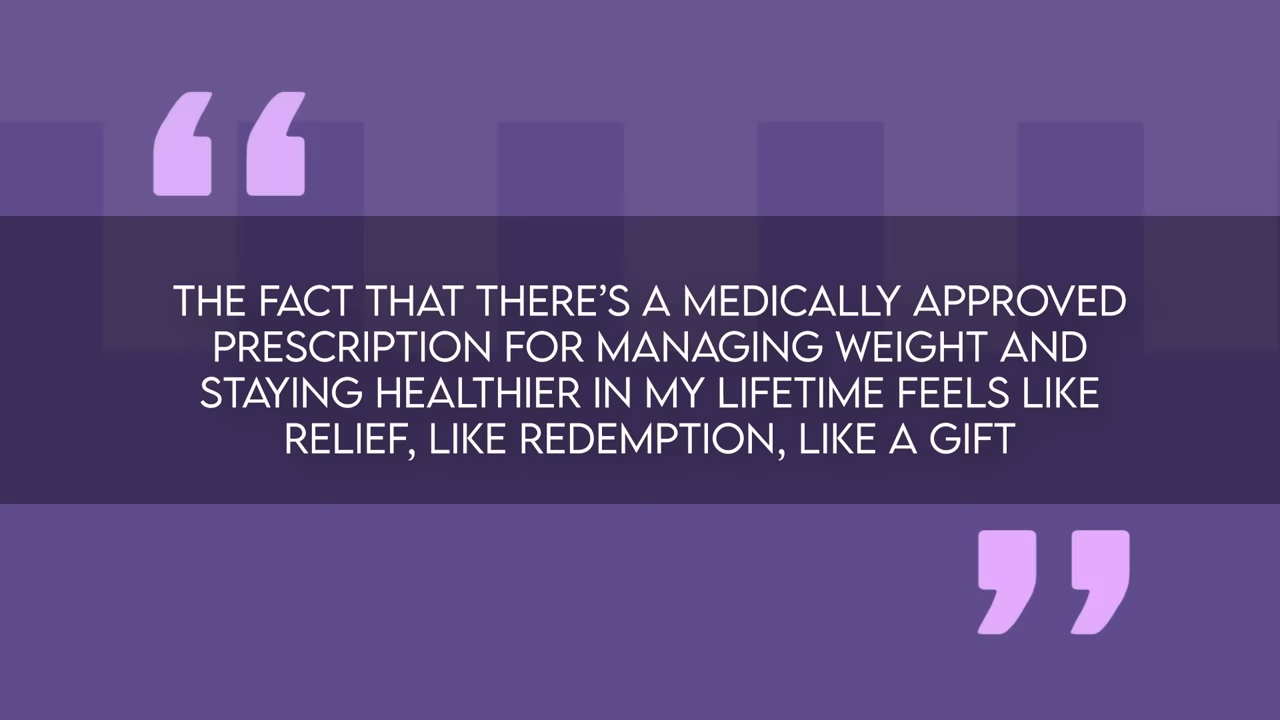 “
THE FACT THAT THERE’S A MEDICALLY APPROVED
PRESCRIPTION FOR MANAGING WEIGHT AND
STAYING HEALTHIER IN MY LIFETIME FEELS LIKE
RELIEF, LIKE REDEMPTION, LIKE A GIFT
”